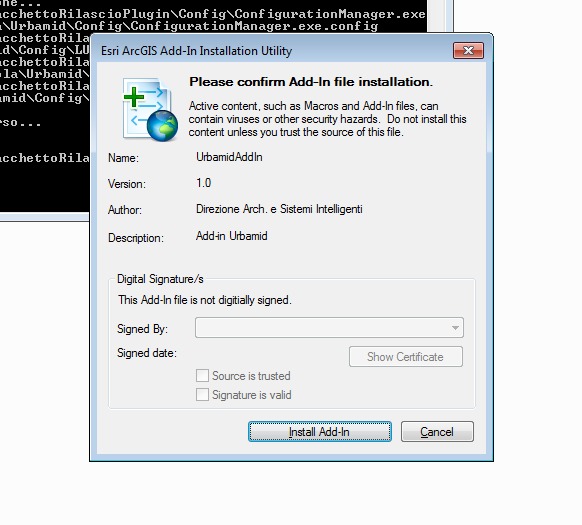 one...
acchettoRilascioPlugin\Config\ConfigurationManager.exe
\Urbamid\Config\ConfigurationManager.exe.config
acchettoRila
d\Config\LU
acchettoRila
ola\Urbamid\
acchettoRila
amid\Config\
rso...
acchettoRila
Esri ArcGIS Add-In Installation Utility
Please confirm Add-In file installation.
Active content, such as Macros and Add-In files, can
contain viruses or other security hazards. Do not install this
content unless you trust the source of this file.
Name: UrbamidAddIn
Version: 1.0
Author: Direzione Arch. e Sistemi Intelligenti
Description: Add-in Urbamid
Digital Signature/s
This Add-In file is not digitially signed.
Signed By:
Signed date:
Show Certificate
Source is trusted
Signature is valid
Install Add-In
Cancel